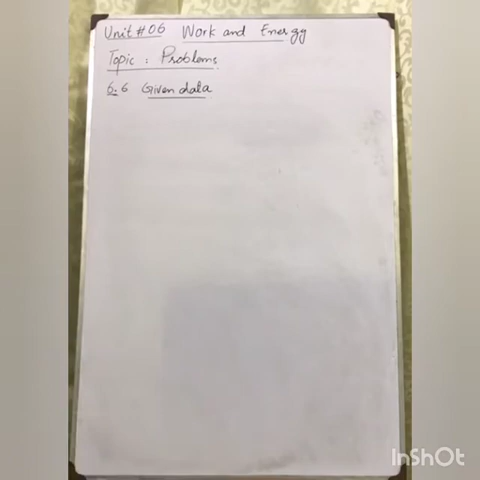 Unit #06 Work and Energy
Topic : Problems
6.6 Given data
InShOt